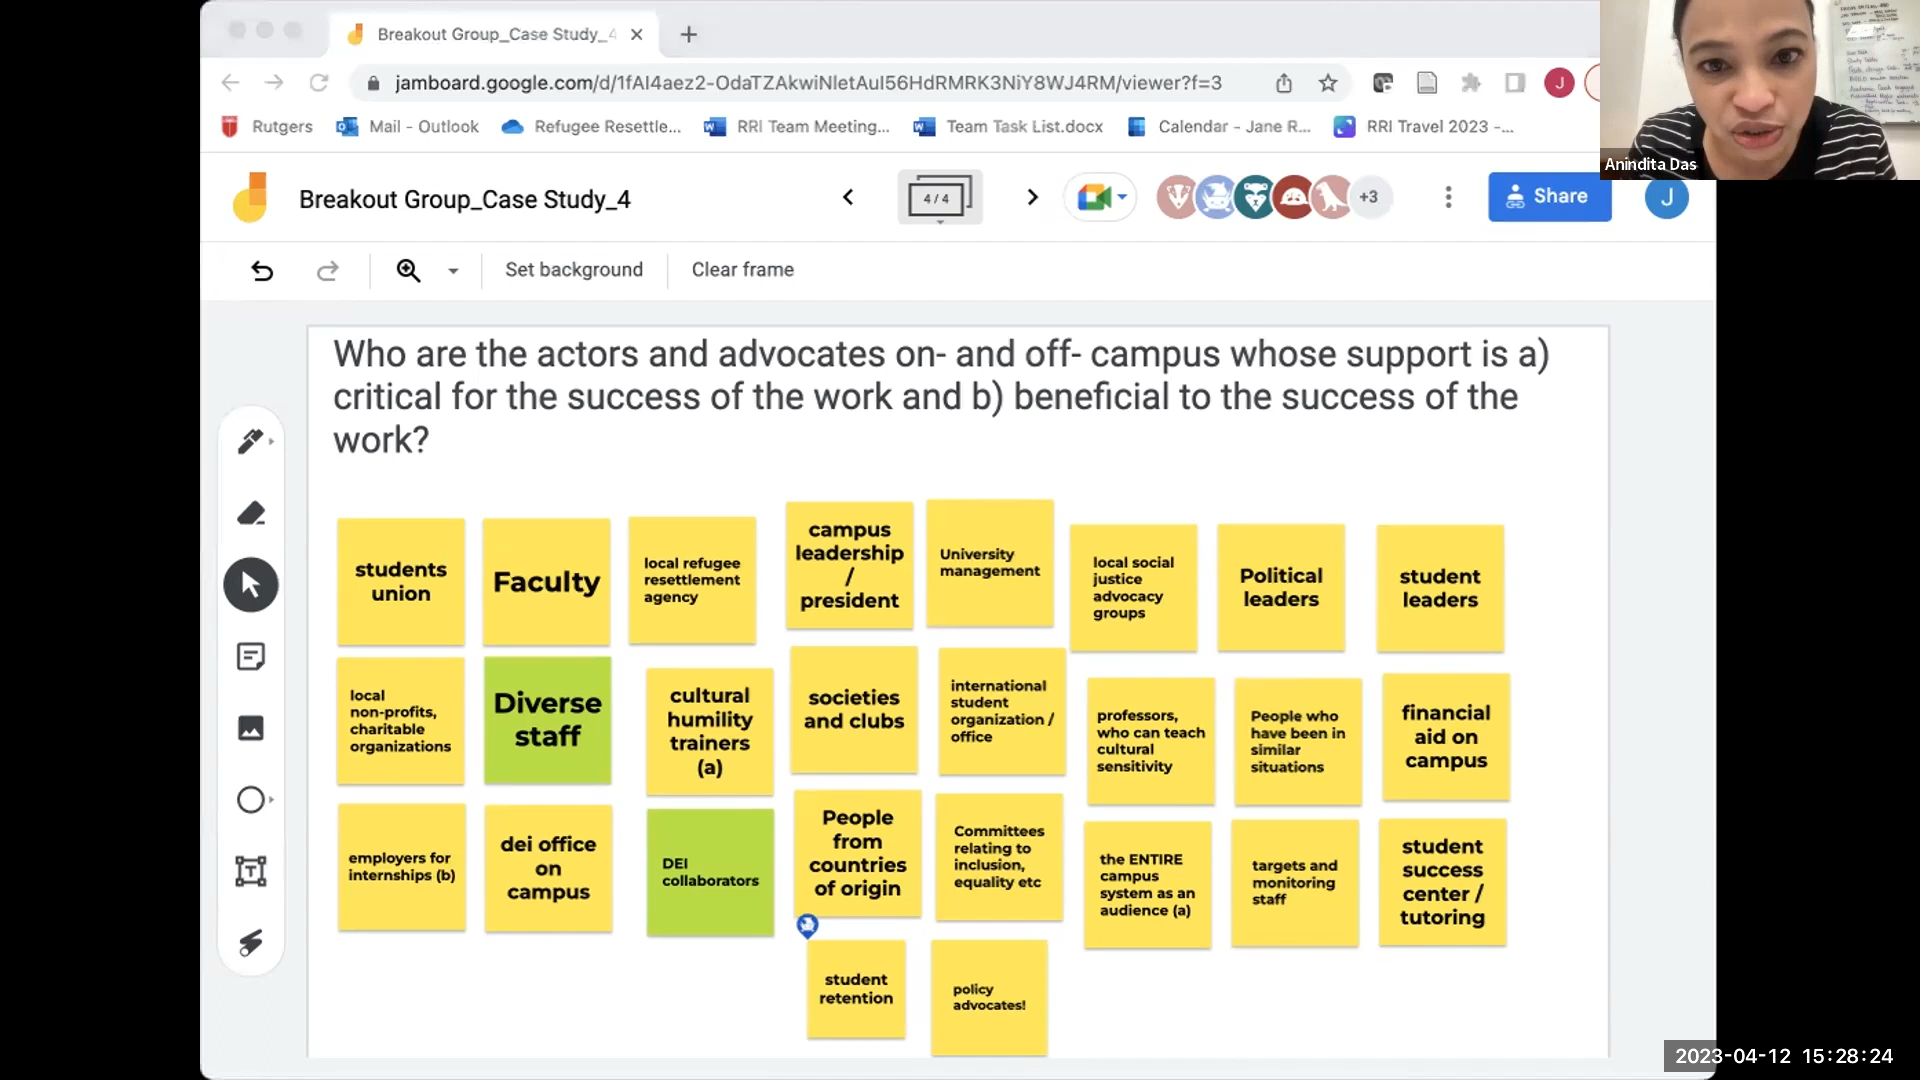 Breakout Group_Case Study_4
jamboard.google.com/d/1fAI4aez2-OdaTZAkwiNletAuI56HdRMRK3NiY8WJ4RM/viewer?f=3
J
Rutgers
Mail - Outlook
Refugee Resettle...
RRI Team Meeting...
Team Task List.docx
Calendar - Jane R...
RRI Travel 2023 -...
Anindita Das
Breakout Group_Case Study_4
4 / 4
+3
Share
J
Set background
Clear frame
Who are the actors and advocates on- and off- campus whose support is a)
critical for the success of the work and b) beneficial to the success of the
work?
students
union
Faculty
local refugee
resettlement
agency
campus
leadership
/
president
University
management
local social
justice
advocacy
groups
Political
leaders
student
leaders
local
non-profits,
charitable
organizations
Diverse
staff
cultural
humility
trainers
(a)
societies
and clubs
international
student
organization /
office
professors,
who can teach
cultural
sensitivity
People who
have been in
similar
situations
financial
aid on
campus
employers for
internships (b)
dei office
on
campus
DEI
collaborators
People
from
countries
of origin
Committees
relating to
inclusion,
equality etc
the ENTIRE
campus
system as an
audience (a)
targets and
monitoring
staff
student
success
center /
tutoring
student
retention
policy
advocates!
2023-04-12 15:28:24